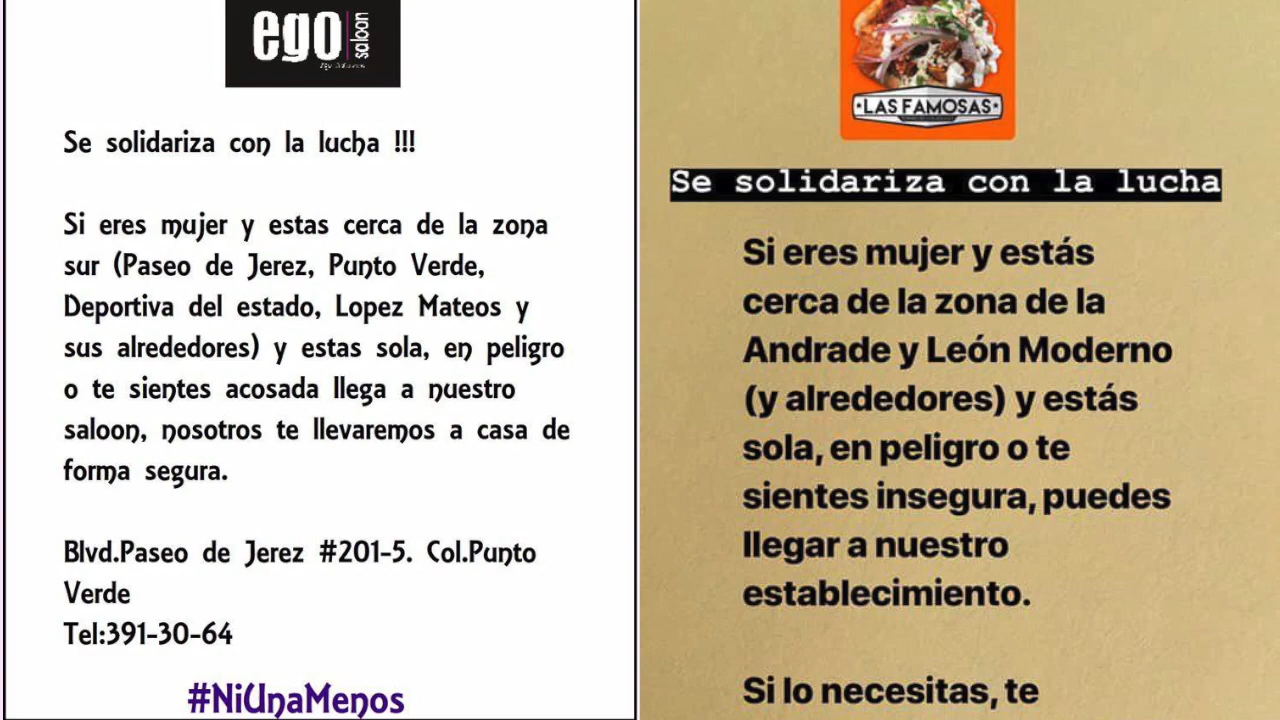 ego saloon
Se solidariza con la lucha !!!
Si eres mujer y estas cerca de la zona
sur (Paseo de Jerez, Punto Verde,
Deportiva del estado, Lopez Mateos y
sus alrededores) y estas sola, en peligro
o te sientes acosada llega a nuestro
saloon, nosotros te llevaremos a casa de
forma segura.
Blvd.Paseo de Jerez #201-5. Col.Punto
Verde
Tel:391-30-64
#NiUnaMenos
•LAS FAMOSAS•
Se solidariza con la lucha
Si eres mujer y estás
cerca de la zona de la
Andrade y León Moderno
(y alrededores) y estás
sola, en peligro o te
sientes insegura, puedes
llegar a nuestro
establecimiento.
Si lo necesitas, te